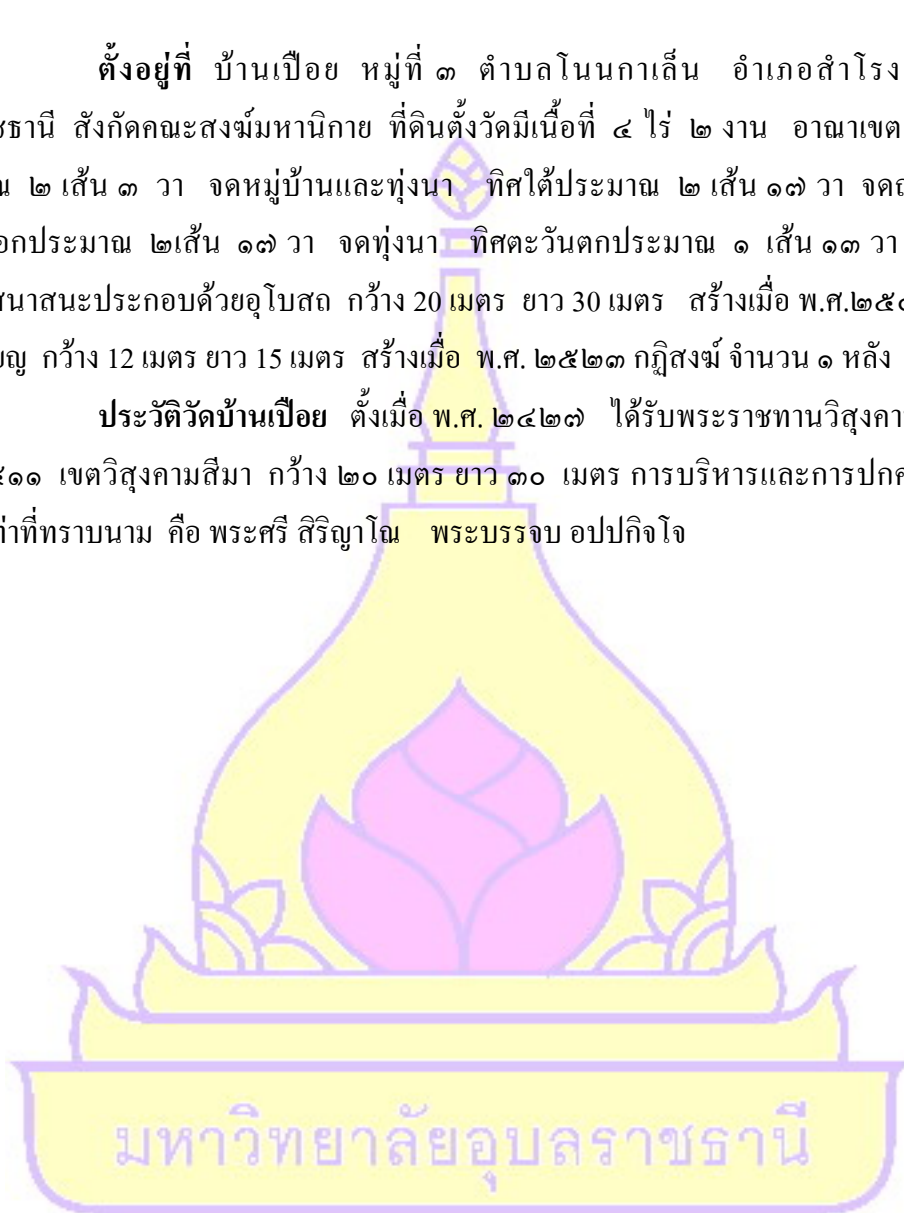 ตั้งอยู่ที่ บ้านเปือย หมู่ที่ ๓ ตำบลโนนกาเล็น อำเภอสำโรง
ชธานี สังกัดคณะสงฆ์มหานิกาย ที่ดินตั้งวัดมีเนื้อที่ ๔ ไร่ ๒ งาน อาณาเขต
ณ ๒ เส้น ๓ วา จดหมู่บ้านและทุ่งนา ทิศใต้ประมาณ ๒ เส้น ๑๗ วา
อกประมาณ ๒เส้น ๑๗ วา จดทุ่งนา ทิศตะวันตกประมาณ ๑ เส้น ๑๓ วา
สนาสนะประกอบด้วยอุโบสถ กว้าง 20 เมตร ยาว 30 เมตร สร้างเมื่อ
กว้าง 12 เมตร ยาว 15 เมตร สร้างเมื่อ พ.ศ. ๒๕๒๓ กฏิสงฆ์ จำนวน ๑ หลัง
ประวัติวัดบ้านเปือย ตั้งเมื่อ พ.ศ. ๒๔๒๗ ได้รับพระราชทานวิสุงคา
๑๑ เขตวิสุงคามสีมา กว้าง ๒๐ เมตร ยาว ๓๐ เมตร การบริหารและการปกค
ท่าที่ทราบนาม คือ พระศรี สิริญาโณ พระบรรจบ อปปกิจโจ
มหาวิทยาลัยอุบลราชธานี